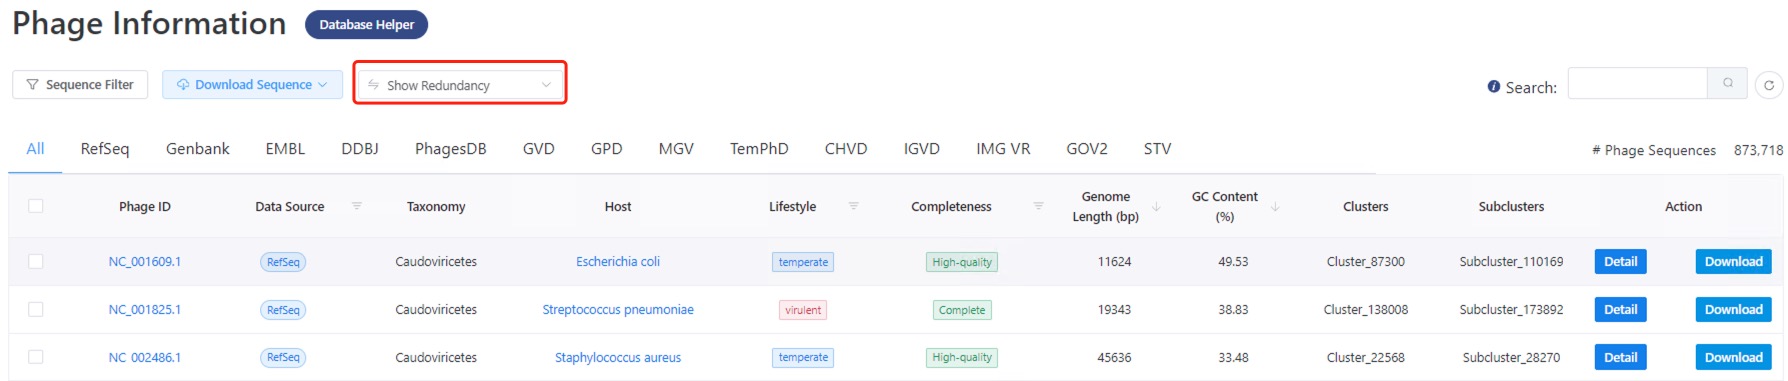 Phage Information Database Helper
Sequence Filter Download Sequence Show Redundancy Search:
All RefSeq Genbank EMBL DDBJ PhagesDB GVD GPD MGV TemPhD CHVD IGVD IMG VR GOV2 STV # Phage Sequences 873,718
Phage ID Data Source Taxonomy Host Lifestyle Completeness Genome Length (bp) GC Content (%) Clusters Subclusters Action
NC_001609.1 RefSeq Caudoviricetes Escherichia coli temperate High-quality 11624 49.53 Cluster_87300 Subcluster_110169 Detail Download
NC_001825.1 RefSeq Caudoviricetes Streptococcus pneumoniae virulent Complete 19343 38.83 Cluster_138008 Subcluster_173892 Detail Download
NC_002486.1 RefSeq Caudoviricetes Staphylococcus aureus temperate High-quality 45636 33.48 Cluster_22568 Subcluster_28270 Detail Download